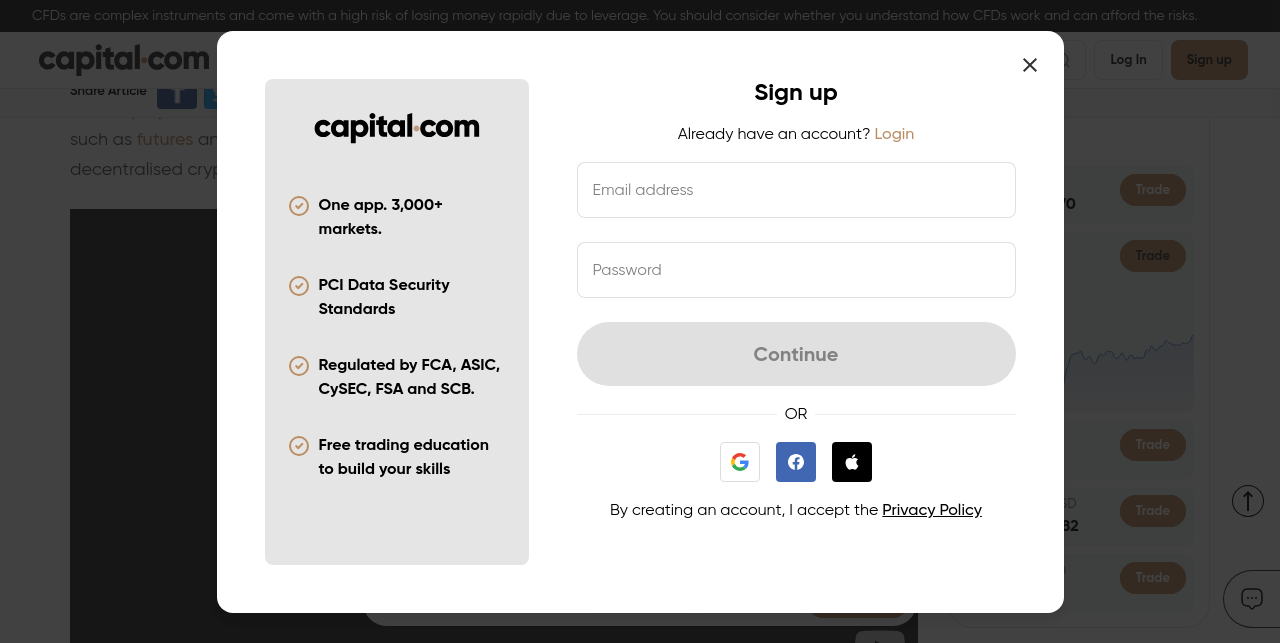 CFDs are complex instruments and come with a high risk of losing money rapidly due to leverage. You should consider whether you understand how CFDs work and can afford the risks.
capital.com
Log In
Sign up
Share Article
such as futures an
decentralised cryp
capital.com
One app. 3,000+
markets.
PCI Data Security
Standards
Regulated by FCA, ASIC,
CySEC, FSA and SCB.
Free trading education
to build your skills
Sign up
Already have an account? Login
Email address
Password
Continue
OR
By creating an account, I accept the Privacy Policy
Trade
70
Trade
Trade
SD
Trade
82
Trade